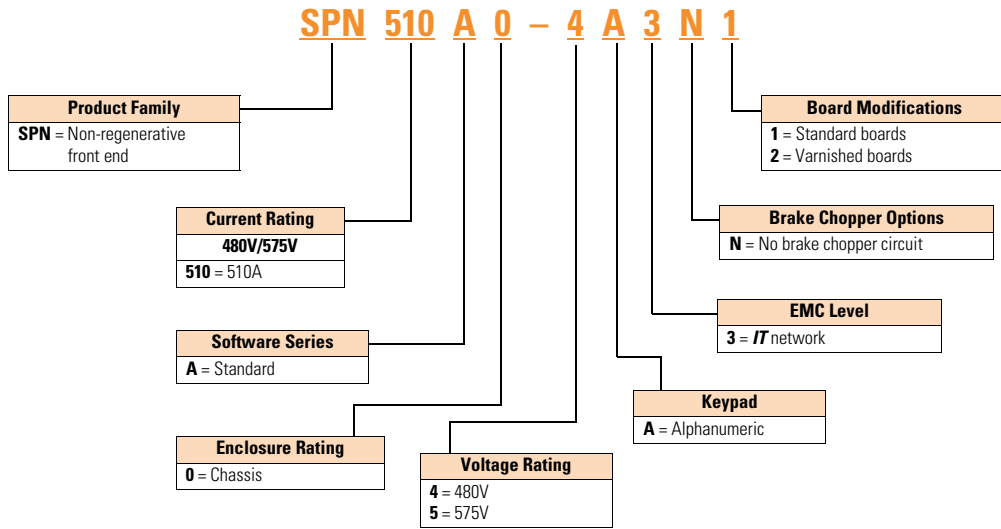 SPN 510 A 0 – 4 A 3 N 1
Product Family
SPN = Non-regenerative
front end
Board Modifications
1 = Standard boards
2 = Varnished boards
Current Rating
480V/575V
510 = 510A
Brake Chopper Options
N = No brake chopper circuit
EMC Level
3 = IT network
Software Series
A = Standard
Keypad
A = Alphanumeric
Enclosure Rating
0 = Chassis
Voltage Rating
4 = 480V
5 = 575V